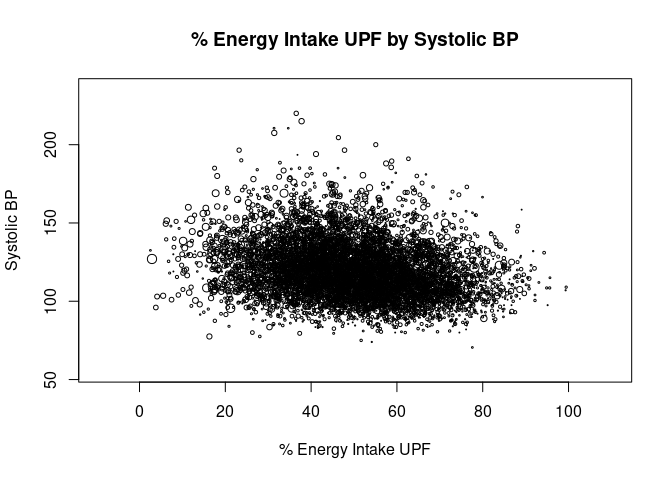 % Energy Intake UPF by Systolic BP
200
150
100
50
Systolic BP
0 20 40 60 80 100
% Energy Intake UPF